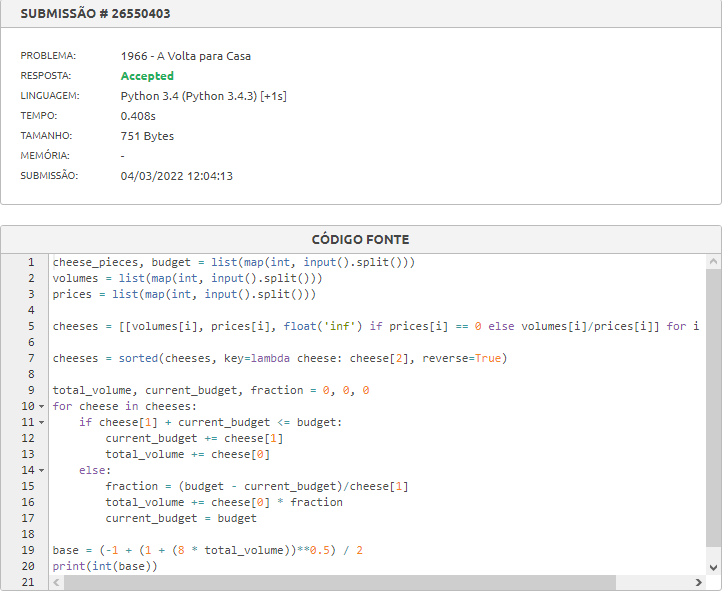 SUBMISSÃO # 26550403
PROBLEMA: 1966 - A Volta para Casa
RESPOSTA: Accepted
LINGUAGEM: Python 3.4 (Python 3.4.3) [+1s]
TEMPO: 0.408s
TAMANHO: 751 Bytes
MEMÓRIA: -
SUBMISSÃO: 04/03/2022 12:04:13
CÓDIGO FONTE
1 cheese_pieces, budget = list(map(int, input().split()))
2 volumes = list(map(int, input().split()))
3 prices = list(map(int, input().split()))
4
5 cheeses = [[volumes[i], prices[i], float('inf') if prices[i] == 0 else volumes[i]/prices[i]] for i
6
7 cheeses = sorted(cheeses, key=lambda cheese: cheese[2], reverse=True)
8
9 total_volume, current_budget, fraction = 0, 0, 0
10 for cheese in cheeses:
11     if cheese[1] + current_budget <= budget:
12         current_budget += cheese[1]
13         total_volume += cheese[0]
14     else:
15         fraction = (budget - current_budget)/cheese[1]
16         total_volume += cheese[0] * fraction
17         current_budget = budget
18
19 base = (-1 + (1 + (8 * total_volume))**0.5) / 2
20 print(int(base))
21